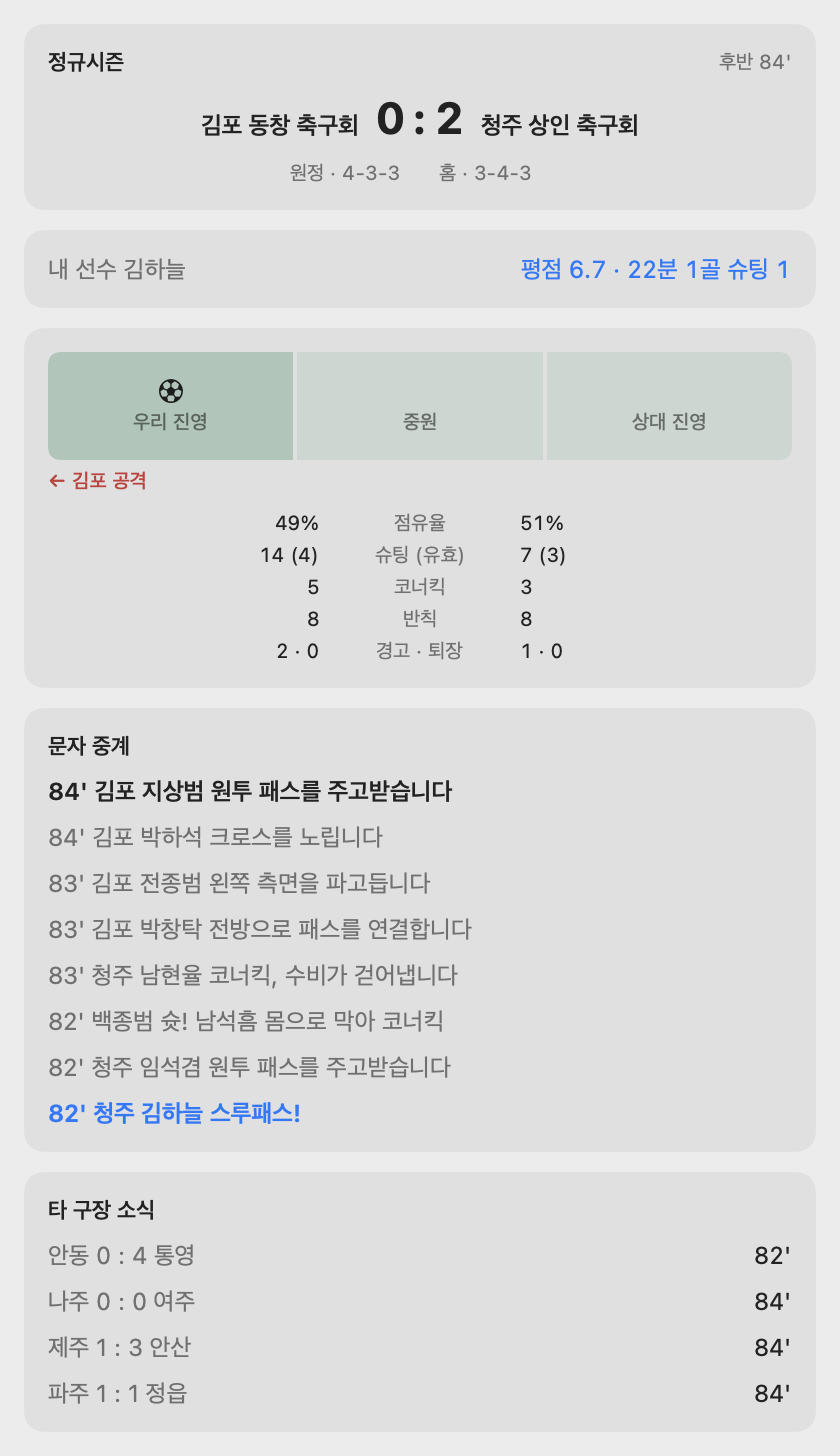 정규시즌 후반 84'
김포 동창 축구회 0 : 2 청주 상인 축구회
원정 · 4-3-3 홈 · 3-4-3
내 선수 김하늘 평점 6.7 · 22분 1골 슈팅 1
우리 진영 중원 상대 진영
← 김포 공격
49% 점유율 51%
14 (4) 슈팅 (유효) 7 (3)
5 코너킥 3
8 반칙 8
2 · 0 경고 · 퇴장 1 · 0
문자 중계
84' 김포 지상범 원투 패스를 주고받습니다
84' 김포 박하석 크로스를 노립니다
83' 김포 전종범 왼쪽 측면을 파고듭니다
83' 김포 박창탁 전방으로 패스를 연결합니다
83' 청주 남현율 코너킥, 수비가 걷어냅니다
82' 백종범 슛! 남석흠 몸으로 막아 코너킥
82' 청주 임석겸 원투 패스를 주고받습니다
82' 청주 김하늘 스루패스!
타 구장 소식
안동 0 : 4 통영 82'
나주 0 : 0 여주 84'
제주 1 : 3 안산 84'
파주 1 : 1 정읍 84'